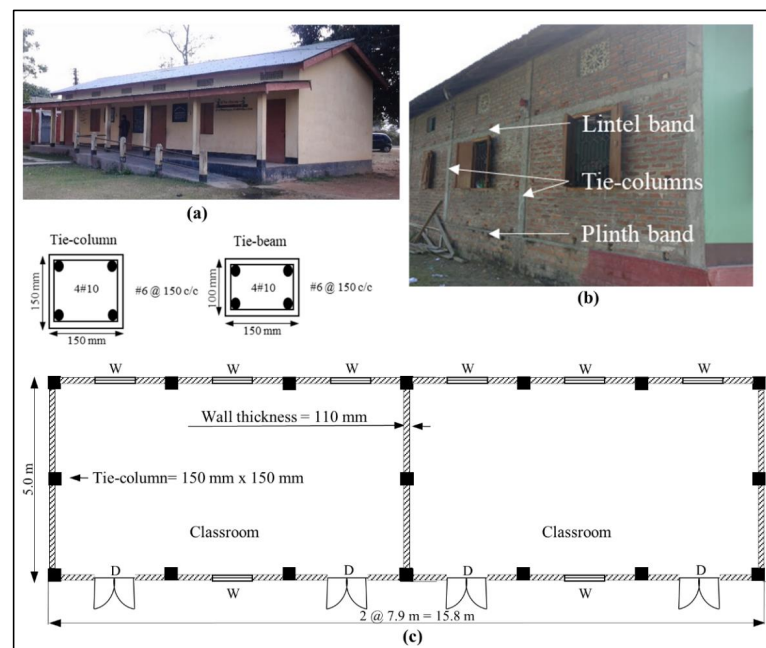 (a)
Lintel band
Tie-columns
Plinth band
(b)
Tie-column
Tie-beam
150 mm
4#10
#6 @ 150 c/c
150 mm
100 mm
4#10
#6 @ 150 c/c
150 mm
W
W
W
W
W
W
Wall thickness = 110 mm
5.0 m
Tie-column= 150 mm x 150 mm
Classroom
Classroom
D
W
D
D
W
D
2 @ 7.9 m = 15.8 m
(c)